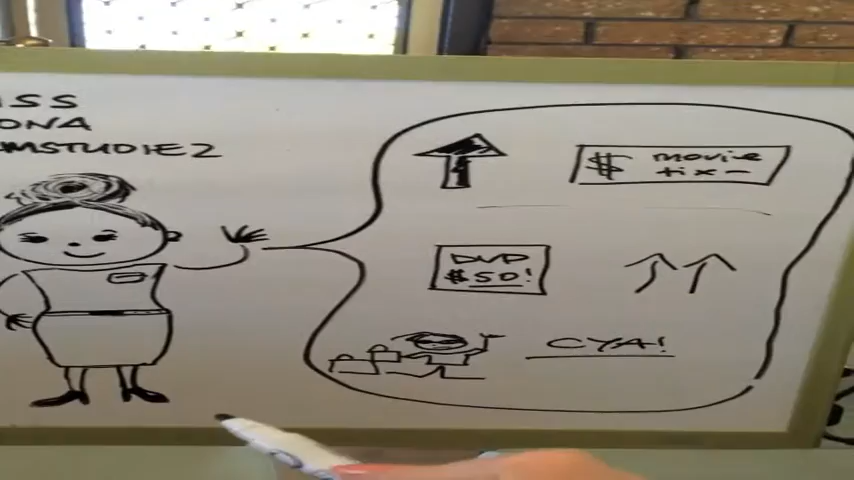 ISS
ONA
MSTUDIEZ
$ movie
tix -
DVD
$50!
CYA!